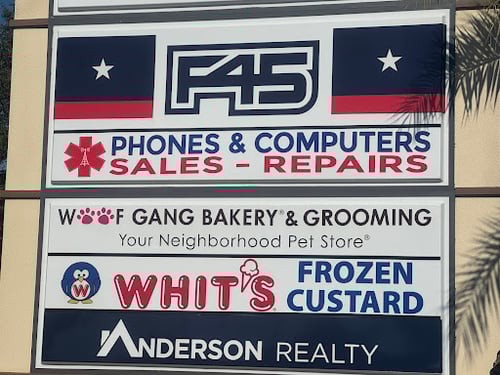 F45
PHONES & COMPUTERS
SALES - REPAIRS
WOOF GANG BAKERY® & GROOMING
Your Neighborhood Pet Store®
W
WHIT'S
FROZEN
CUSTARD
ANDERSON REALTY